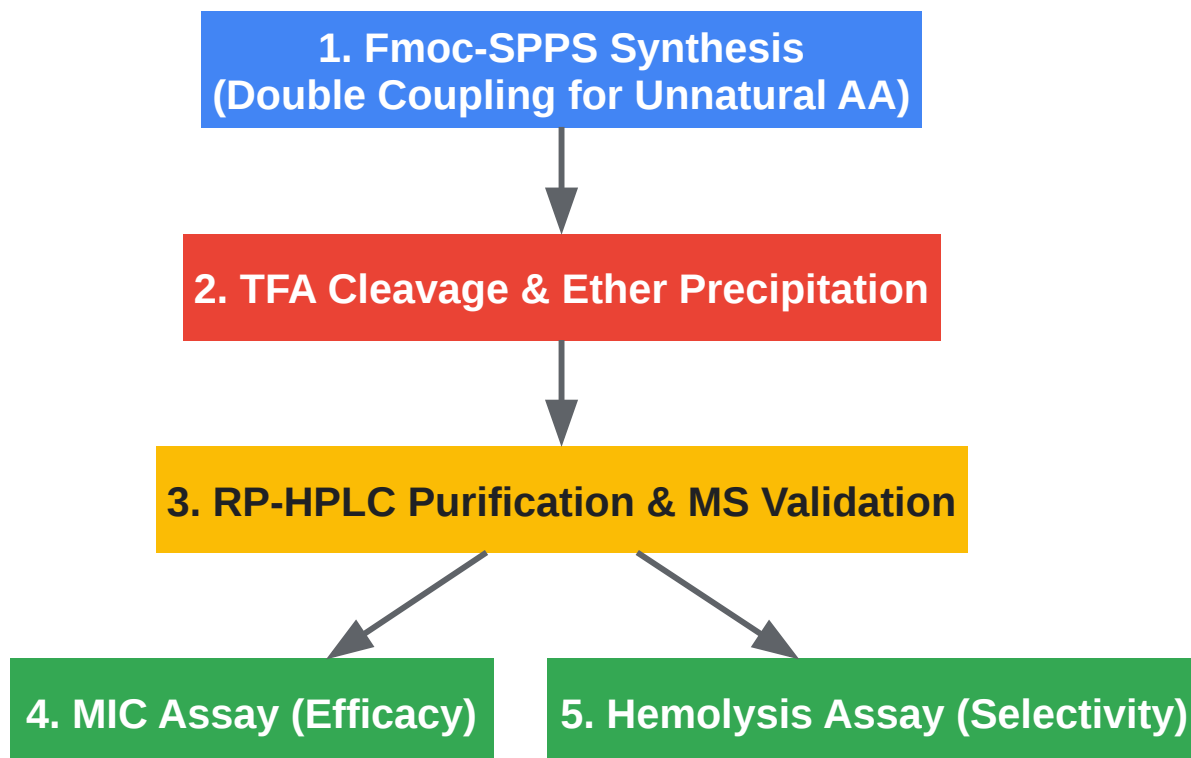 1. Fmoc-SPPS Synthesis
(Double Coupling for Unnatural AA)
2. TFA Cleavage & Ether Precipitation
3. RP-HPLC Purification & MS Validation
4. MIC Assay (Efficacy)
5. Hemolysis Assay (Selectivity)